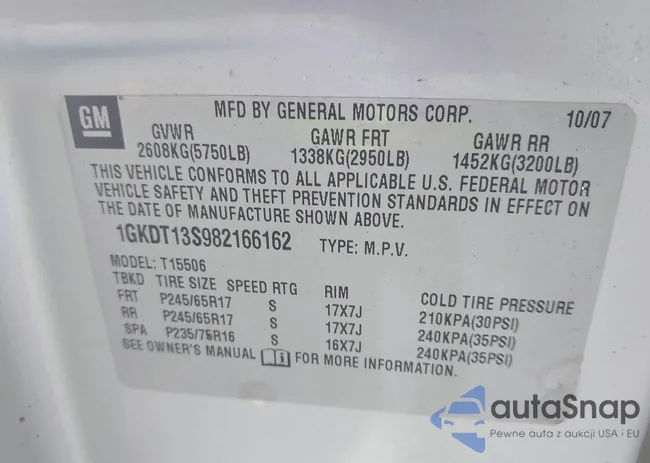 GM
MFD BY GENERAL MOTORS CORP. 10/07
GVWR GAWR FRT GAWR RR
2608KG(5750LB) 1338KG(2950LB) 1452KG(3200LB)
THIS VEHICLE CONFORMS TO ALL APPLICABLE U.S. FEDERAL MOTOR
VEHICLE SAFETY AND THEFT PREVENTION STANDARDS IN EFFECT ON
THE DATE OF MANUFACTURE SHOWN ABOVE.
1GKDT13S982166162 TYPE: M.P.V.
MODEL: T15506
TBKD TIRE SIZE SPEED RTG RIM COLD TIRE PRESSURE
FRT P245/65R17 S 17X7J 210KPA(30PSI)
RR P245/65R17 S 17X7J 240KPA(35PSI)
SPA P235/75R16 S 16X7J 240KPA(35PSI)
SEE OWNER'S MANUAL i FOR MORE INFORMATION.
autaSnap
Pewne auta z aukcji USA i EU